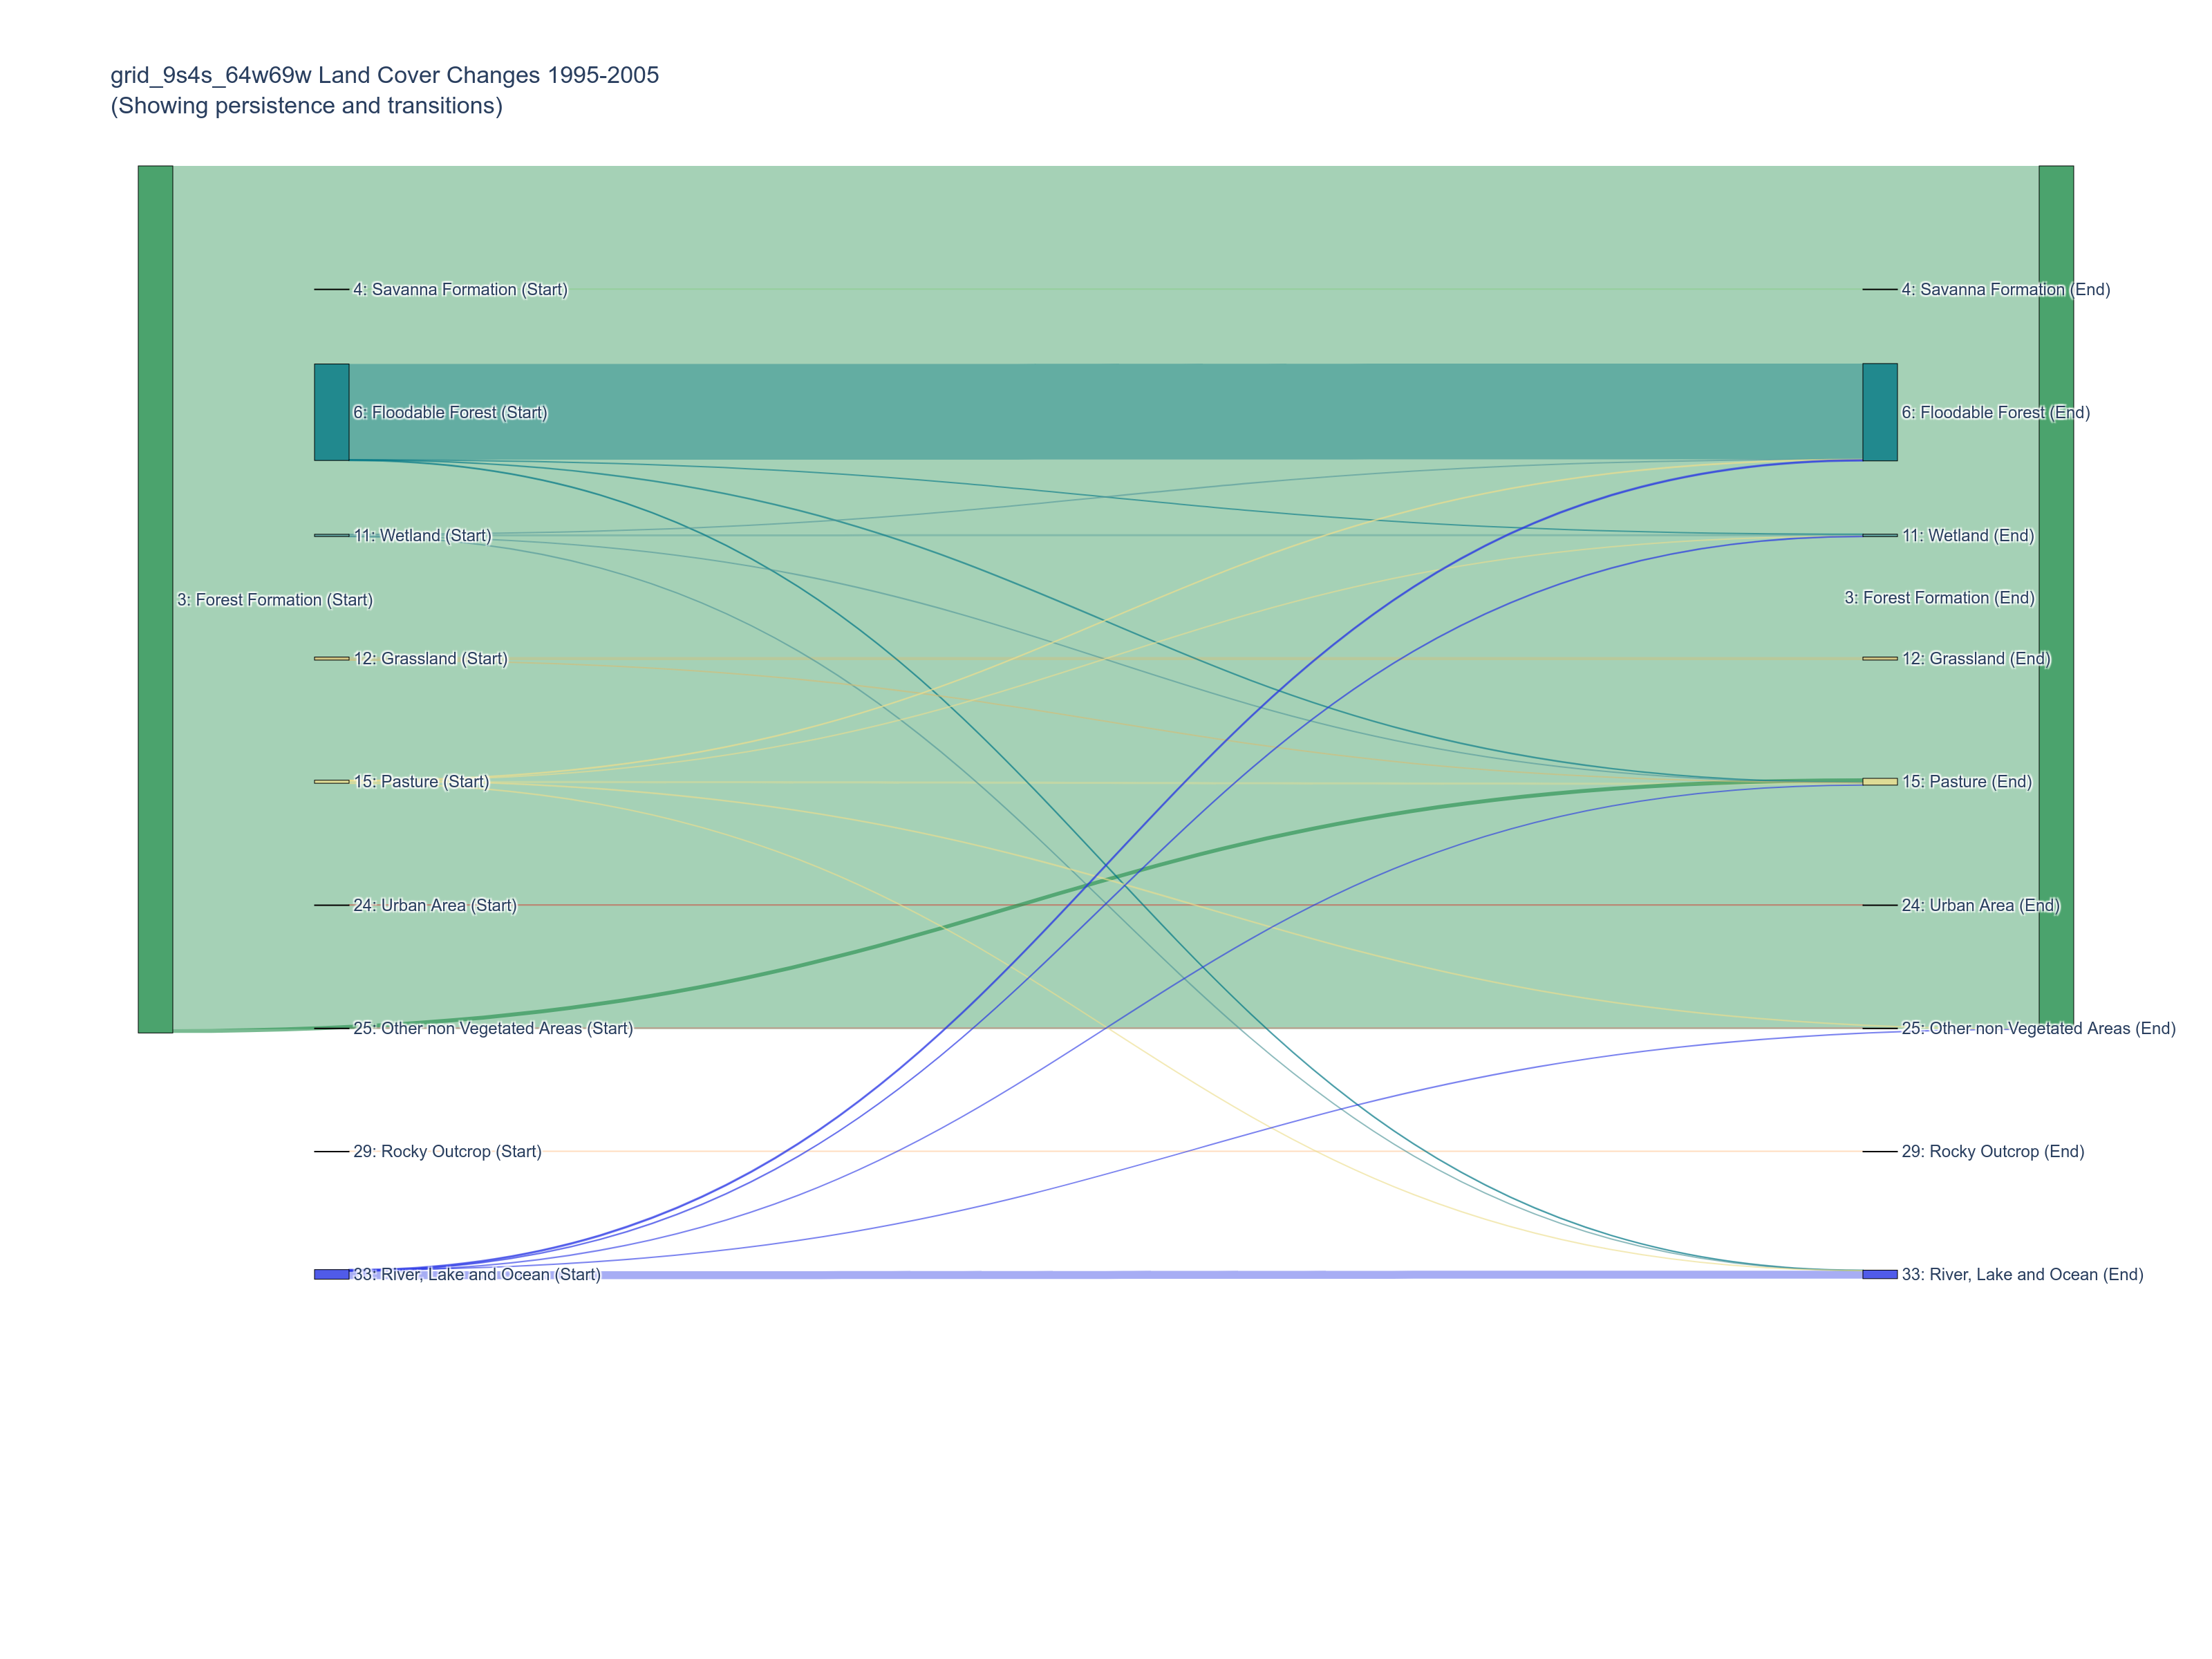 grid_9s4s_64w69w Land Cover Changes 1995-2005
(Showing persistence and transitions)
4: Savanna Formation (Start)
4: Savanna Formation (End)
6: Floodable Forest (Start)
6: Floodable Forest (End)
11: Wetland (Start)
11: Wetland (End)
3: Forest Formation (Start)
3: Forest Formation (End)
12: Grassland (Start)
12: Grassland (End)
15: Pasture (Start)
15: Pasture (End)
24: Urban Area (Start)
24: Urban Area (End)
25: Other non Vegetated Areas (Start)
25: Other non Vegetated Areas (End)
29: Rocky Outcrop (Start)
29: Rocky Outcrop (End)
33: River, Lake and Ocean (Start)
33: River, Lake and Ocean (End)